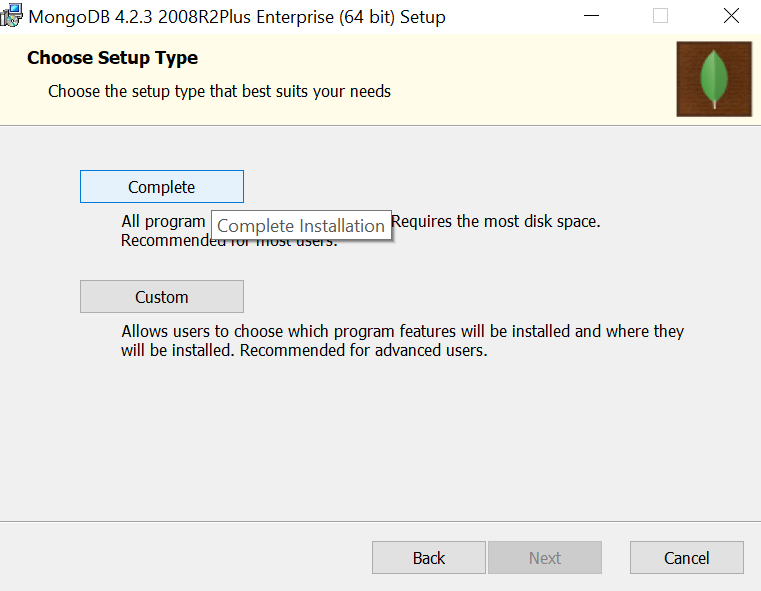 MongoDB 4.2.3 2008R2Plus Enterprise (64 bit) Setup
Choose Setup Type
Choose the setup type that best suits your needs
Complete
All program Requires the most disk space.
Complete Installation
Recommended for most users.
Custom
Allows users to choose which program features will be installed and where they
will be installed. Recommended for advanced users.
Back Next Cancel